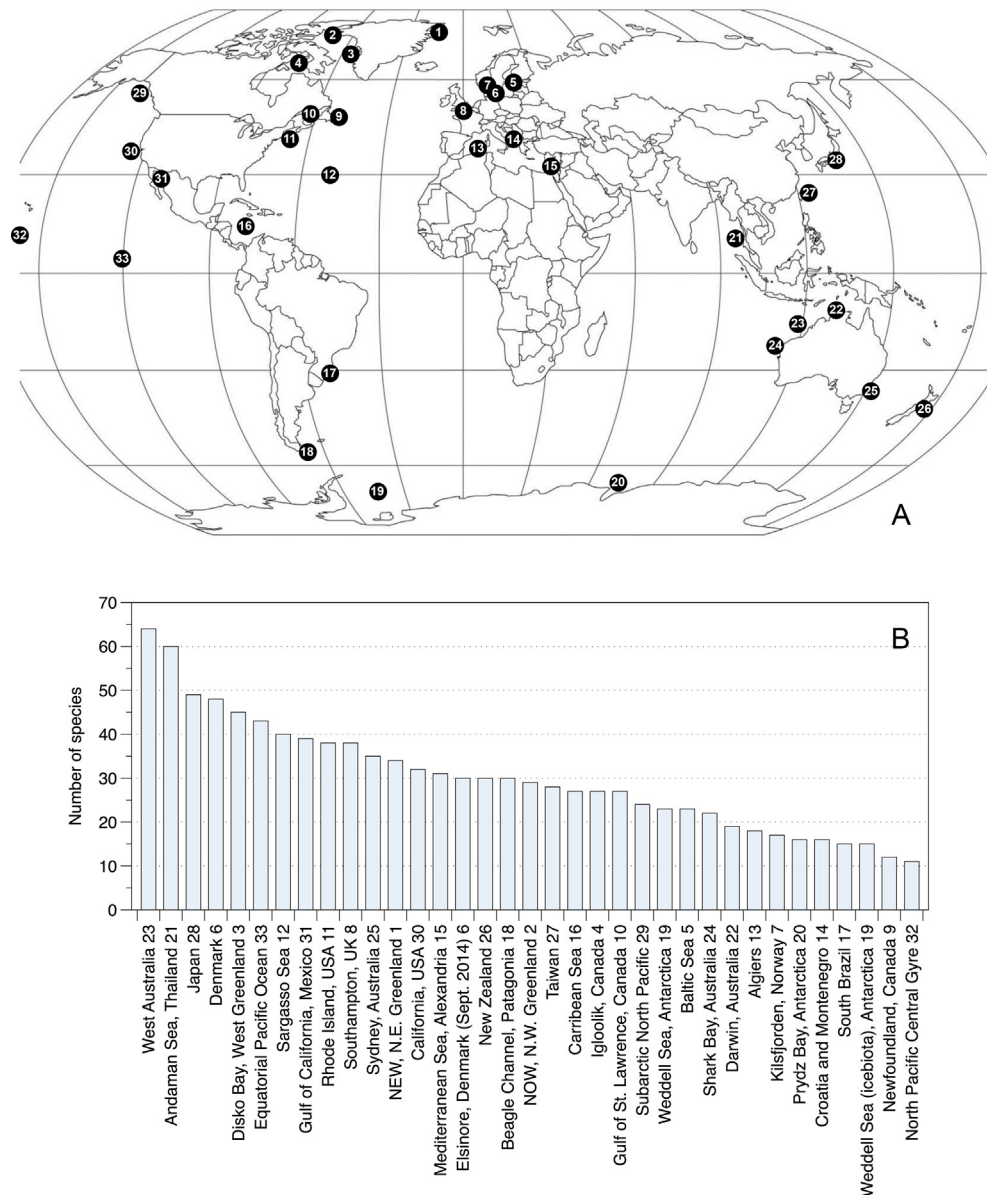 1
2
3
4
5
29
7
6
8
10
9
11
14
13
28
15
12
31
30
27
16
32
21
33
22
23
24
17
25
26
18
20
19
A
B
70
60
50
40
30
20
10
0
Number of species
West Australia 23
Andaman Sea, Thailand 21
Japan 28
Denmark 6
Disko Bay, West Greenland 3
Equatorial Pacific Ocean 33
Sargasso Sea 12
Gulf of California, Mexico 31
Rhode Island, USA 11
Southampton, UK 8
Sydney, Australia 25
NEW, N.E. Greenland 1
California, USA 30
Mediterranean Sea, Alexandria 15
Elsinore, Denmark (Sept. 2014) 6
New Zealand 26
Beagle Channel, Patagonia 18
NOW, N.W. Greenland 2
Taiwan 27
Carribean Sea 16
Igloolik, Canada 4
Gulf of St. Lawrence, Canada 10
Subarctic North Pacific 29
Weddell Sea, Antarctica 19
Baltic Sea 5
Shark Bay, Australia 24
Darwin, Australia 22
Algiers 13
Kilsfjorden, Norway 7
Prydz Bay, Antarctica 20
Croatia and Montenegro 14
South Brazil 17
Weddell Sea (icebiota), Antarctica 19
Newfoundland, Canada 9
North Pacific Central Gyre 32